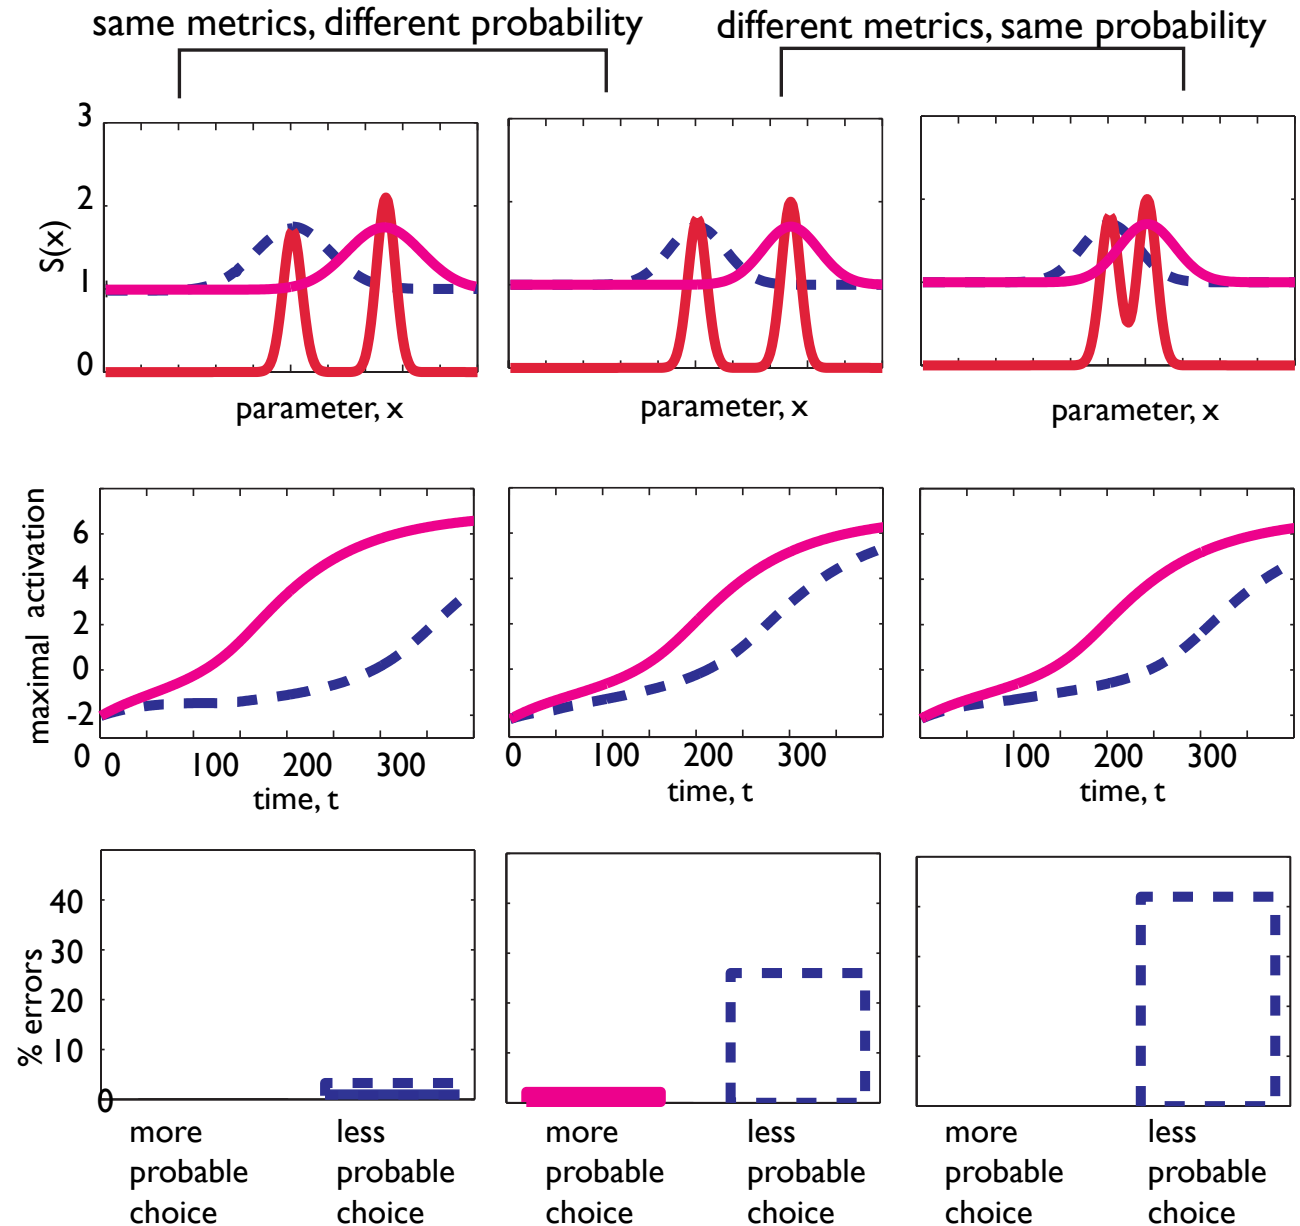 same metrics, different probability
different metrics, same probability
3
2
1
0
S(x)
parameter, x
parameter, x
parameter, x
maximal activation
6
4
2
0
-2
0
0 100 200 300
0 100 200 300
100 200 300
time, t
time, t
time, t
% errors
40
30
20
10
0
more
probable
choice
less
probable
choice
more
probable
choice
less
probable
choice
more
probable
choice
less
probable
choice